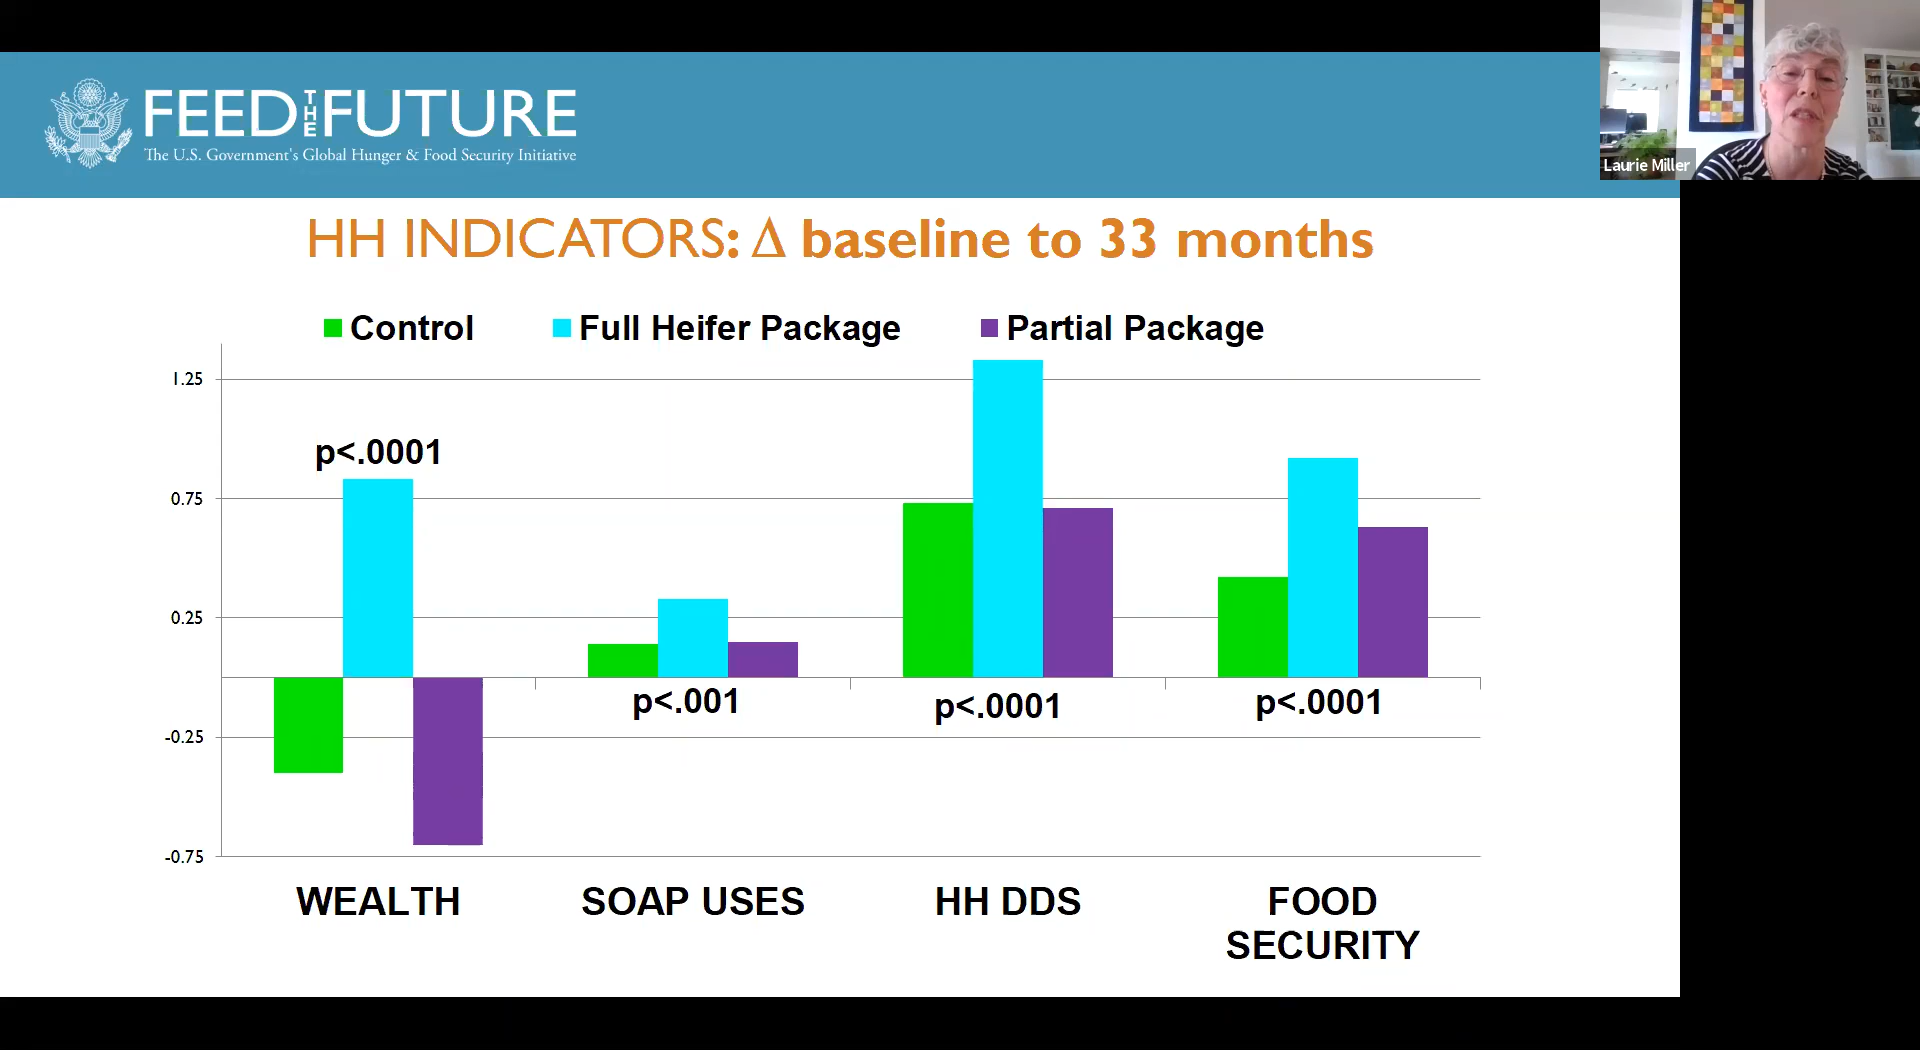 FEED THE FUTURE
The U.S. Government's Global Hunger & Food Security Initiative
Laurie Miller
HH INDICATORS: Δ baseline to 33 months
Control Full Heifer Package Partial Package
1.25
p<.0001
0.75
0.25
p<.001 p<.0001 p<.0001
-0.25
-0.75
WEALTH SOAP USES HH DDS FOOD
SECURITY